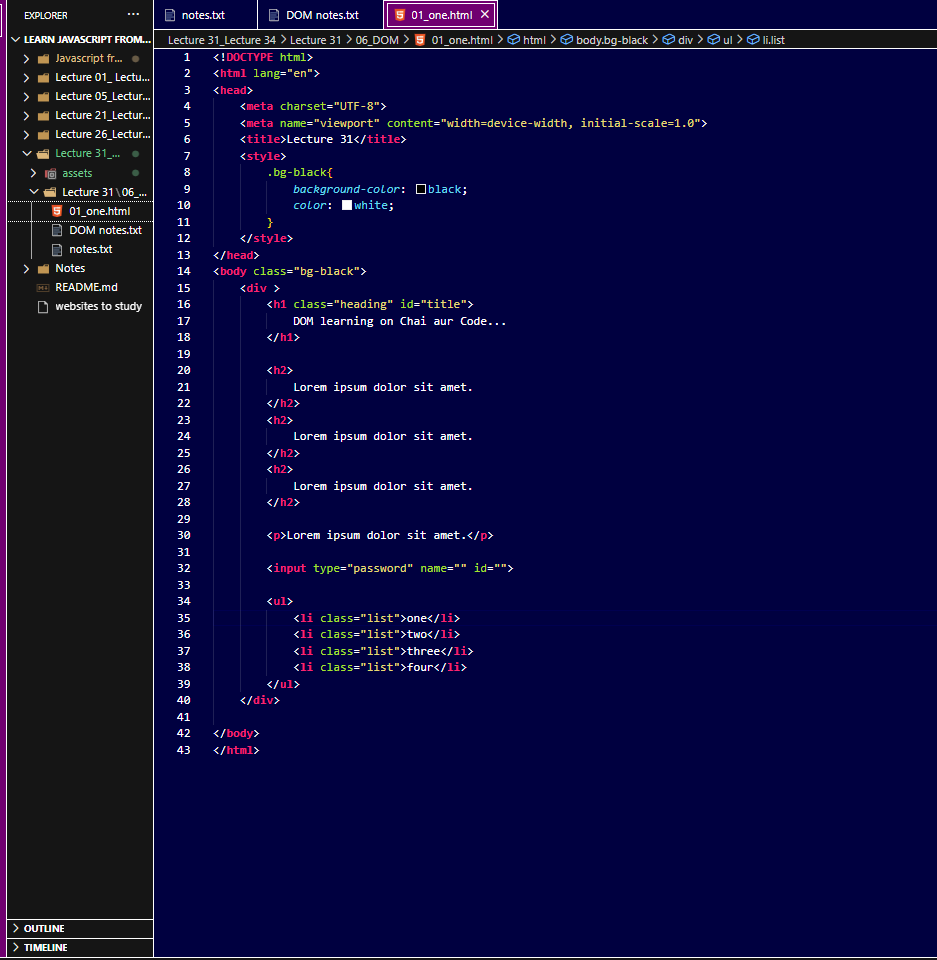 EXPLORER ···
LEARN JAVASCRIPT FROM...
Javascript fr...
Lecture 01_ Lectu...
Lecture 05_Lectur...
Lecture 21_Lectur...
Lecture 26_Lectur...
Lecture 31_...
assets
Lecture 31 \ 06_...
01_one.html
DOM notes.txt
notes.txt
Notes
README.md
websites to study
OUTLINE
TIMELINE
notes.txt DOM notes.txt 01_one.html
Lecture 31_Lecture 34 > Lecture 31 > 06_DOM > 01_one.html > html > body.bg-black > div > ul > li.list
1 <!DOCTYPE html>
2 <html lang="en">
3 <head>
4 <meta charset="UTF-8">
5 <meta name="viewport" content="width=device-width, initial-scale=1.0">
6 <title>Lecture 31</title>
7 <style>
8 .bg-black{
9 background-color: black;
10 color: white;
11 }
12 </style>
13 </head>
14 <body class="bg-black">
15 <div >
16 <h1 class="heading" id="title">
17 DOM learning on Chai aur Code...
18 </h1>
19
20 <h2>
21 Lorem ipsum dolor sit amet.
22 </h2>
23 <h2>
24 Lorem ipsum dolor sit amet.
25 </h2>
26 <h2>
27 Lorem ipsum dolor sit amet.
28 </h2>
29
30 <p>Lorem ipsum dolor sit amet.</p>
31
32 <input type="password" name="" id="">
33
34 <ul>
35 <li class="list">one</li>
36 <li class="list">two</li>
37 <li class="list">three</li>
38 <li class="list">four</li>
39 </ul>
40 </div>
41
42 </body>
43 </html>